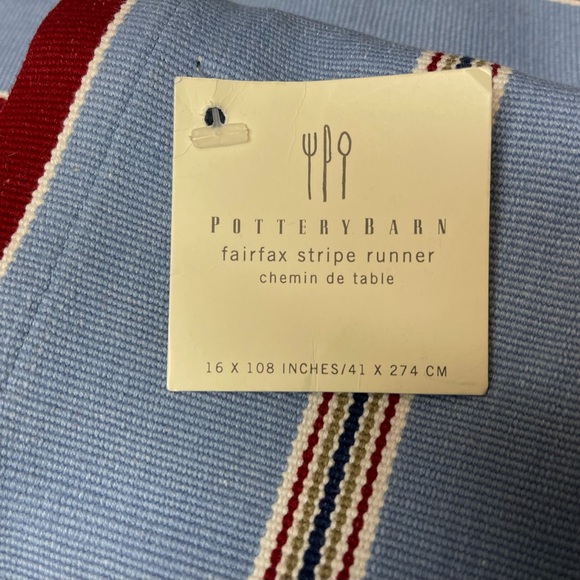 POTTERYBARN
fairfax stripe runner
chemin de table
16 X 108 INCHES/41 X 274 CM